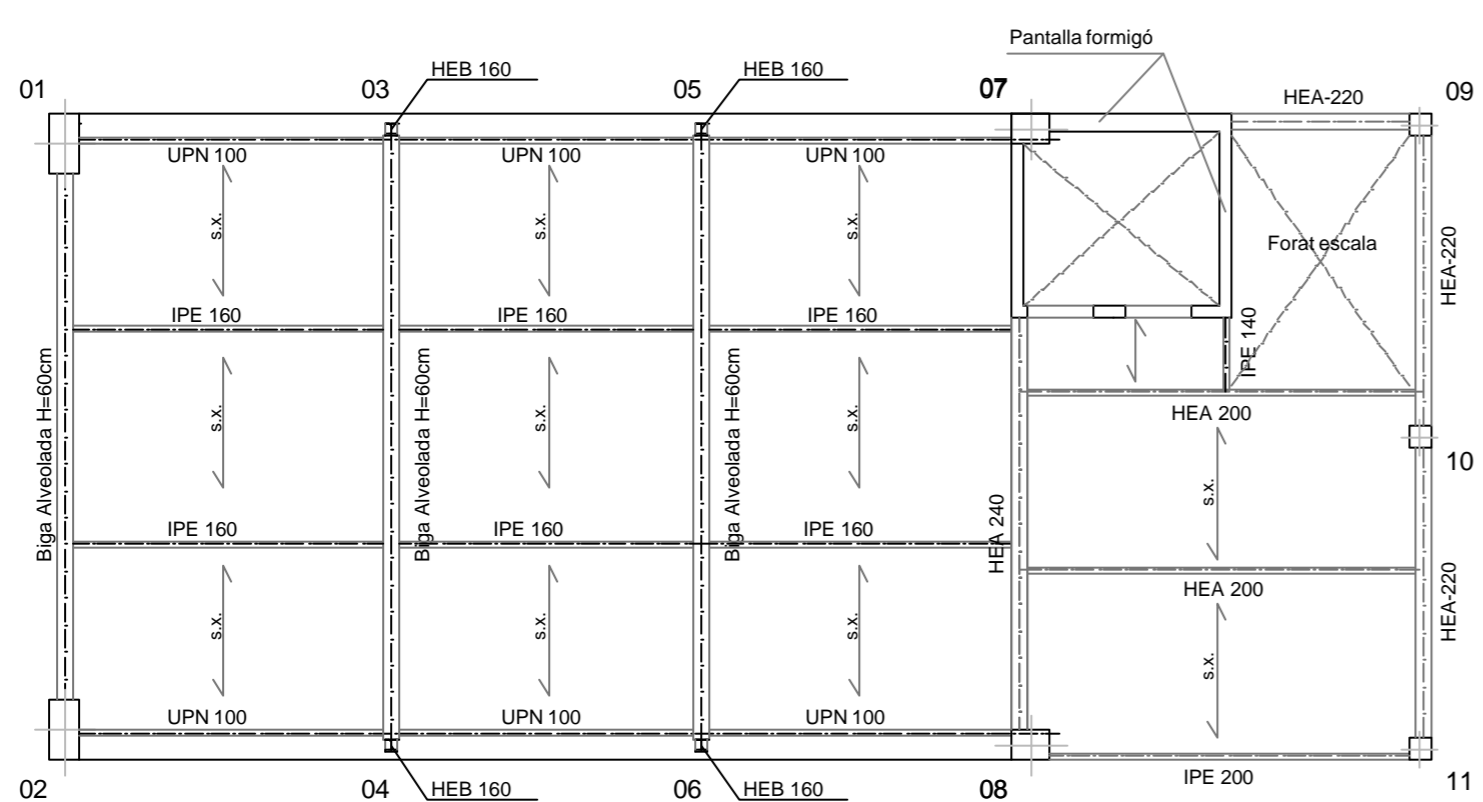 Pantalla formigó
HEB 160
HEB 160
01
03
05
07
HEA-220
09
UPN 100
UPN 100
UPN 100
s.x.
s.x.
s.x.
Forat escala
HEA-220
IPE 160
IPE 160
IPE 160
IPE 140
Biga Alveolada H=60cm
Biga Alveolada H=60cm
Biga Alveolada H=60cm
s.x.
s.x.
s.x.
HEA 200
10
s.x.
IPE 160
IPE 160
IPE 160
HEA 240
HEA 200
HEA-220
s.x.
s.x.
s.x.
s.x.
UPN 100
UPN 100
UPN 100
IPE 200
02
04
HEB 160
06
HEB 160
08
11